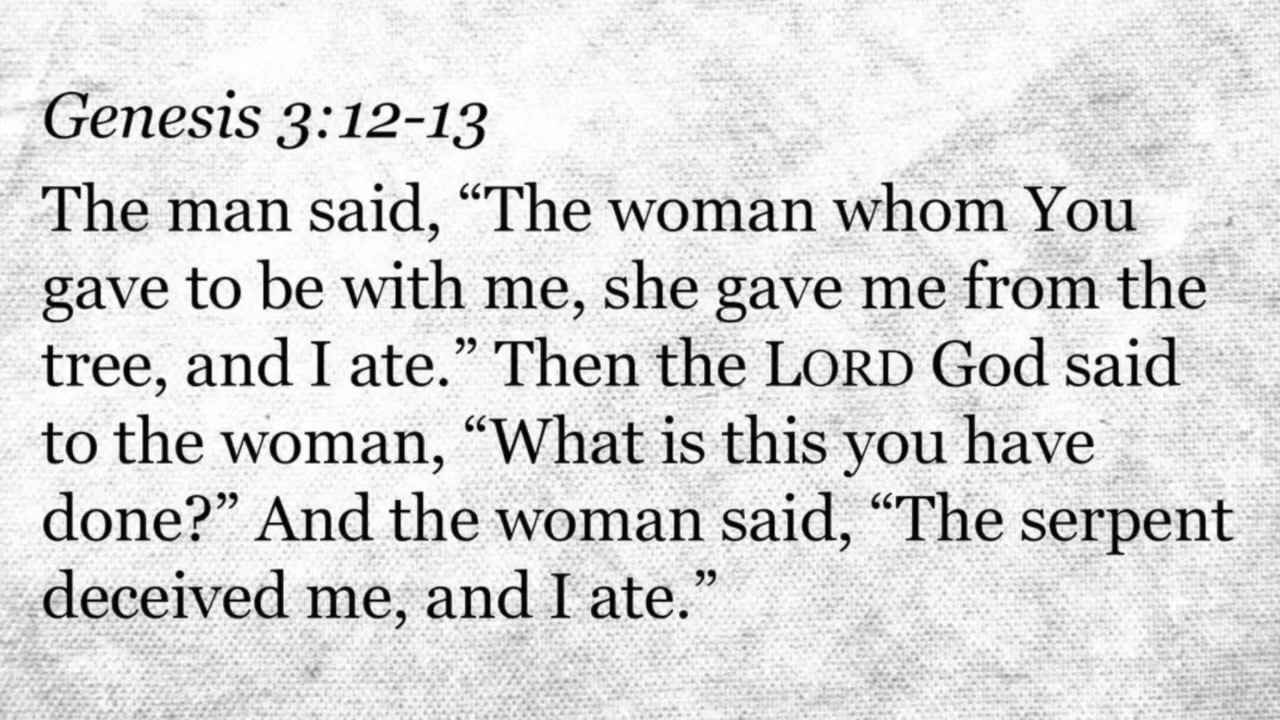 Genesis 3:12-13
The man said, “The woman whom You
gave to be with me, she gave me from the
tree, and I ate.” Then the LORD God said
to the woman, “What is this you have
done?” And the woman said, “The serpent
deceived me, and I ate.”